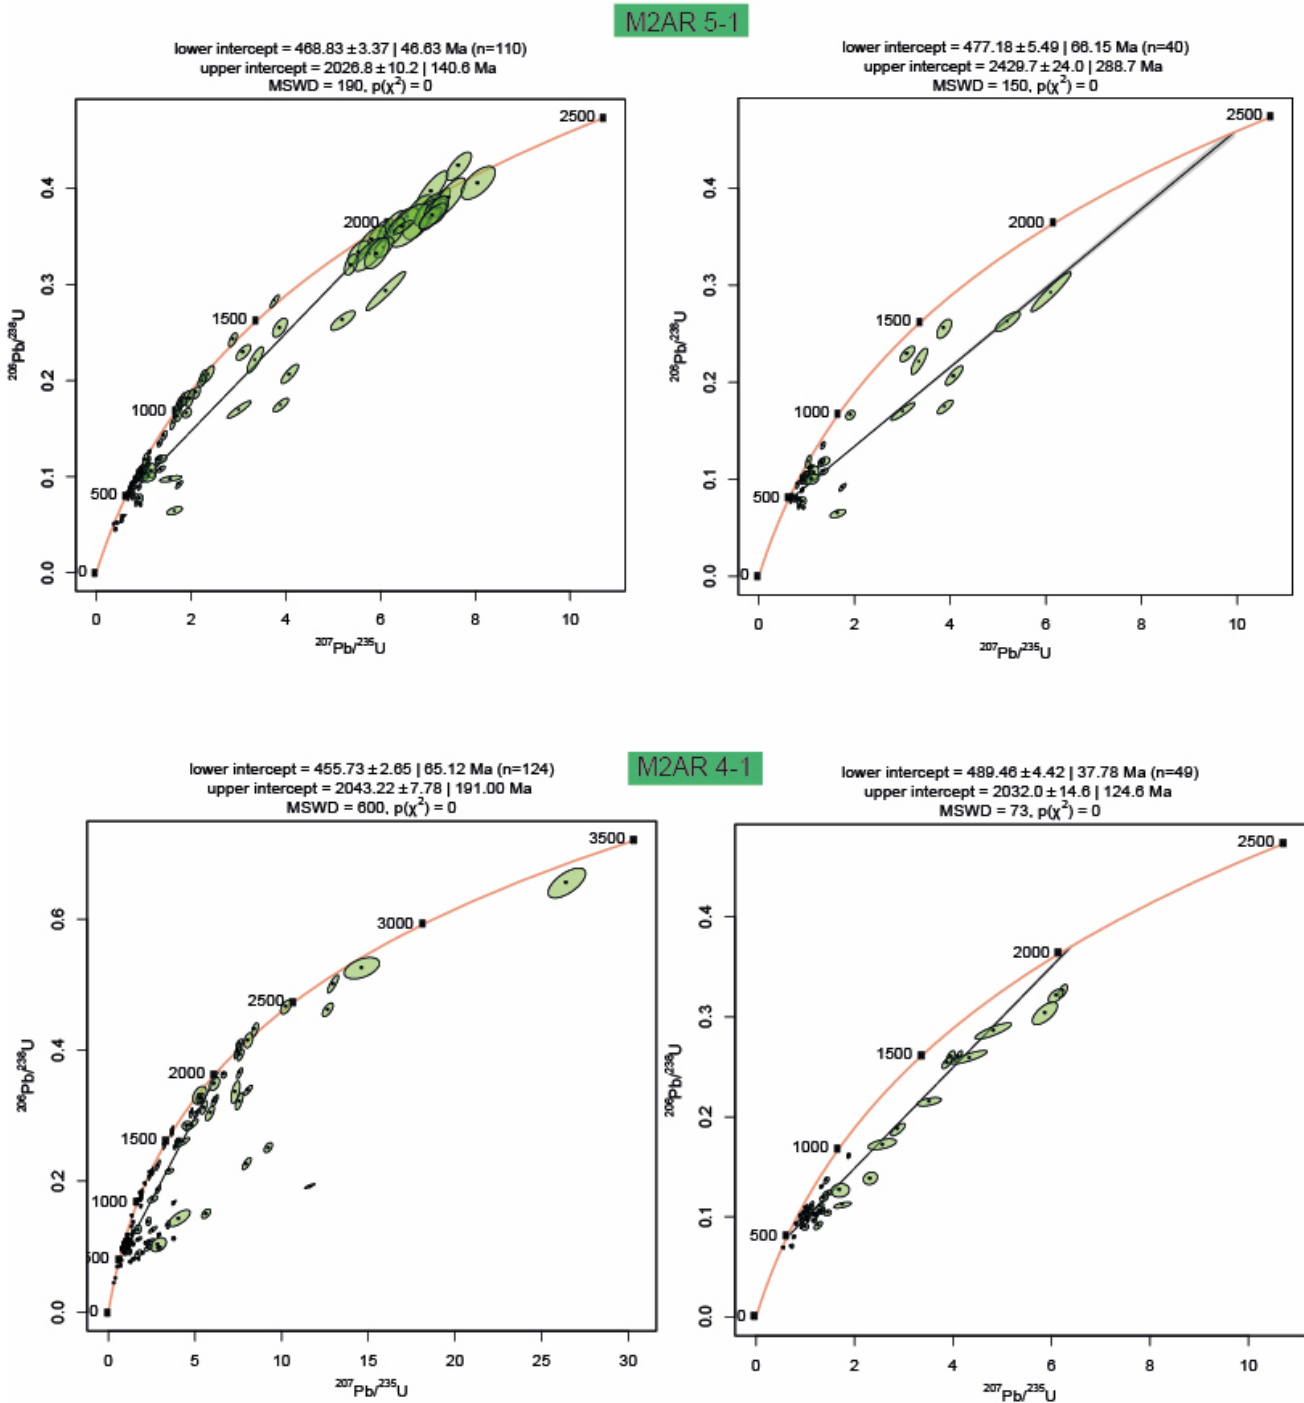 M2AR 5-1
lower intercept = 468.83 ± 3.37 | 46.63 Ma (n=110)
upper intercept = 2026.8 ± 10.2 | 140.6 Ma
MSWD = 190, p(χ²) = 0
2500
2000
1500
1000
500
0
0.4
0.3
0.2
0.1
0.0
²⁰⁶Pb/²³⁸U
0 2 4 6 8 10
²⁰⁷Pb/²³⁵U
lower intercept = 477.18 ± 5.49 | 66.15 Ma (n=40)
upper intercept = 2429.7 ± 24.0 | 288.7 Ma
MSWD = 150, p(χ²) = 0
2500
2000
1500
1000
500
0
0.4
0.3
0.2
0.1
0.0
²⁰⁶Pb/²³⁸U
0 2 4 6 8 10
²⁰⁷Pb/²³⁵U
M2AR 4-1
lower intercept = 455.73 ± 2.65 | 65.12 Ma (n=124)
upper intercept = 2043.22 ± 7.78 | 191.00 Ma
MSWD = 600, p(χ²) = 0
3500
3000
2500
2000
1500
1000
500
0
0.6
0.4
0.2
0.0
²⁰⁶Pb/²³⁸U
0 5 10 15 20 25 30
²⁰⁷Pb/²³⁵U
lower intercept = 489.46 ± 4.42 | 37.78 Ma (n=49)
upper intercept = 2032.0 ± 14.6 | 124.6 Ma
MSWD = 73, p(χ²) = 0
2500
2000
1500
1000
500
0
0.4
0.3
0.2
0.1
0.0
²⁰⁶Pb/²³⁸U
0 2 4 6 8 10
²⁰⁷Pb/²³⁵U